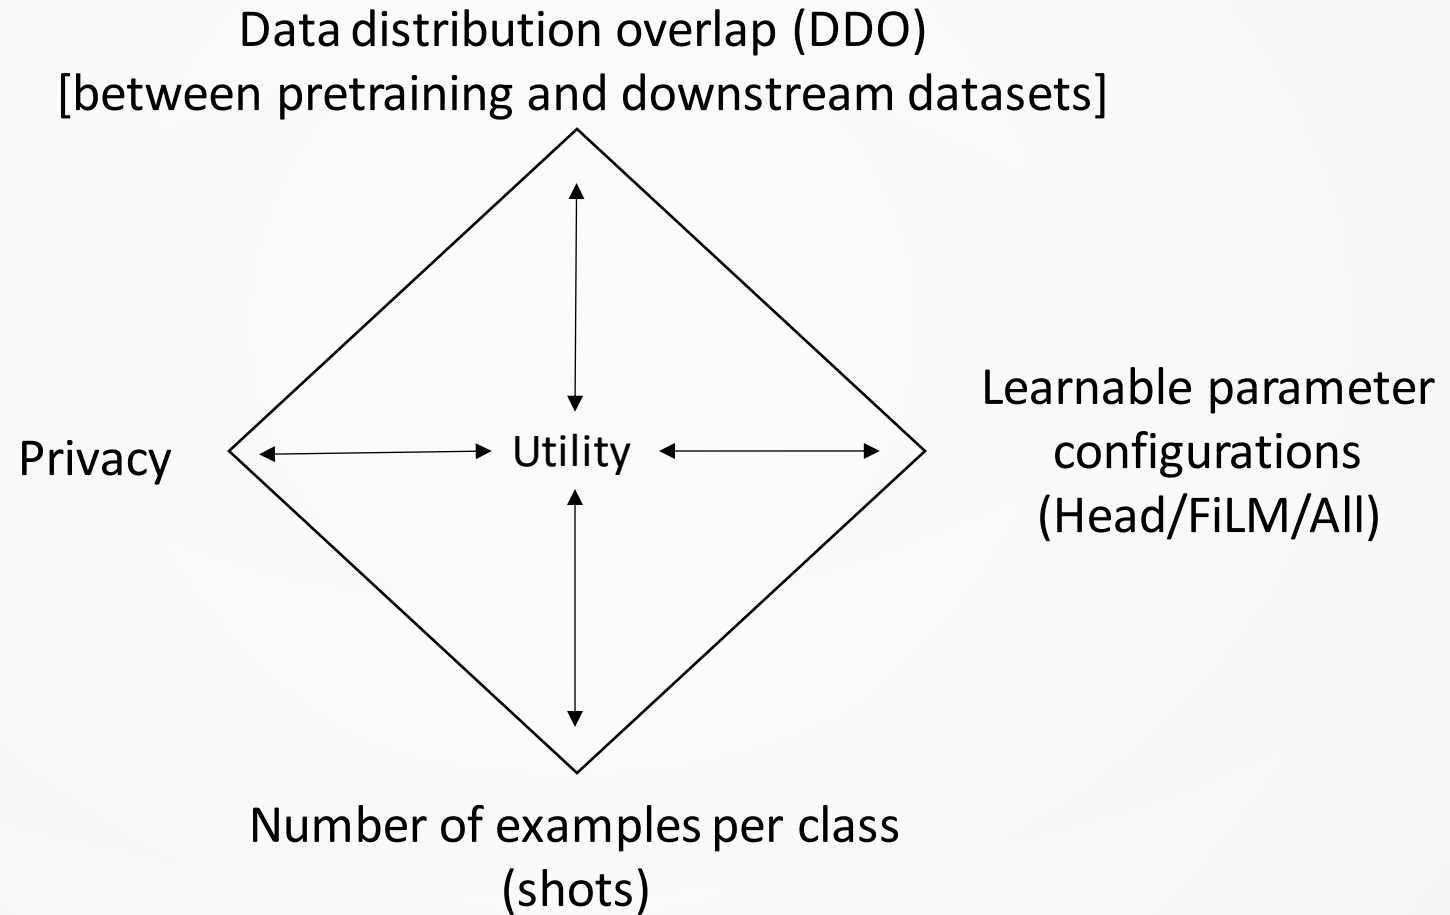 Data distribution overlap (DDO)
[between pretraining and downstream datasets]
Privacy
Utility
Learnable parameter
configurations
(Head/FiLM/All)
Number of examples per class
(shots)